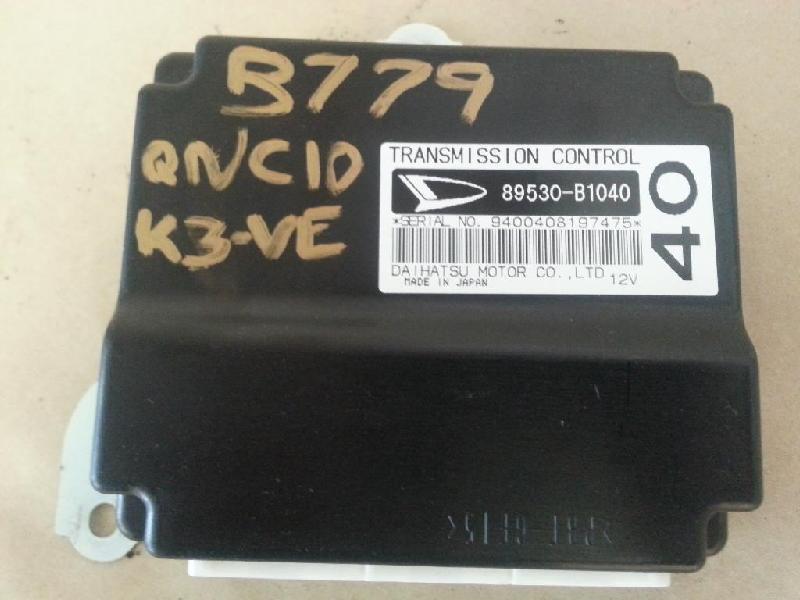 B779
QNC10
K3-VE
TRANSMISSION CONTROL
89530-B1040
*SERIAL NO. 9400408197475*
DAIHATSU MOTOR CO.,LTD
MADE IN JAPAN 12V
40